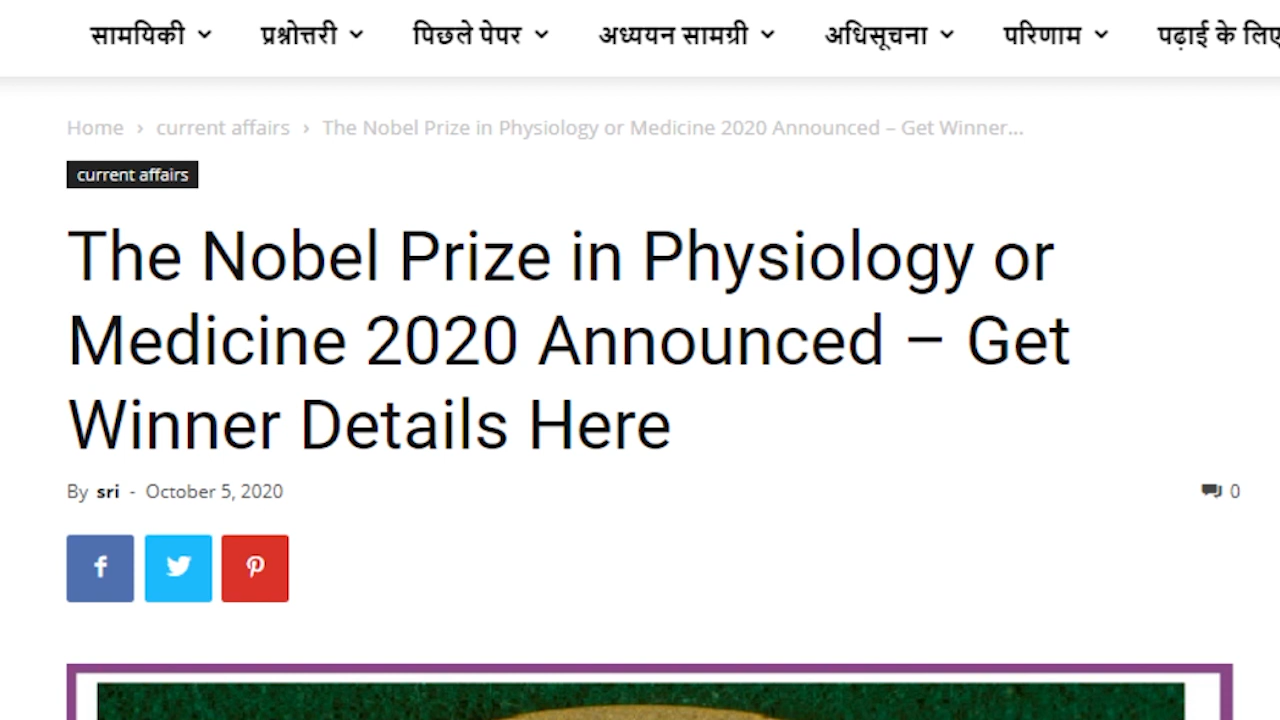 सामयिकी प्रश्नोत्तरी पिछले पेपर अध्ययन सामग्री अधिसूचना परिणाम पढ़ाई के लिए
Home › current affairs › The Nobel Prize in Physiology or Medicine 2020 Announced – Get Winner...
current affairs
The Nobel Prize in Physiology or
Medicine 2020 Announced – Get
Winner Details Here
By sri - October 5, 2020 0